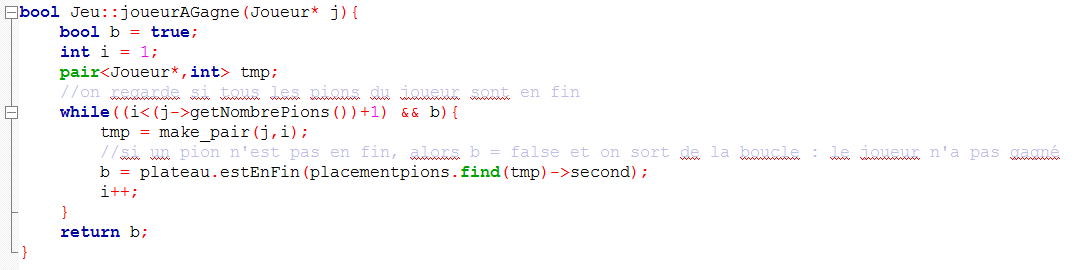 bool Jeu::joueurAGagne(Joueur* j){
    bool b = true;
    int i = 1;
    pair<Joueur*,int> tmp;
    //on regarde si tous les pions du joueur sont en fin
    while((i<(j->getNombrePions())+1) && b){
        tmp = make_pair(j,i);
        //si un pion n'est pas en fin, alors b = false et on sort de la boucle : le joueur n'a pas gagné
        b = plateau.estEnFin(placementpions.find(tmp)->second);
        i++;
    }
    return b;
}